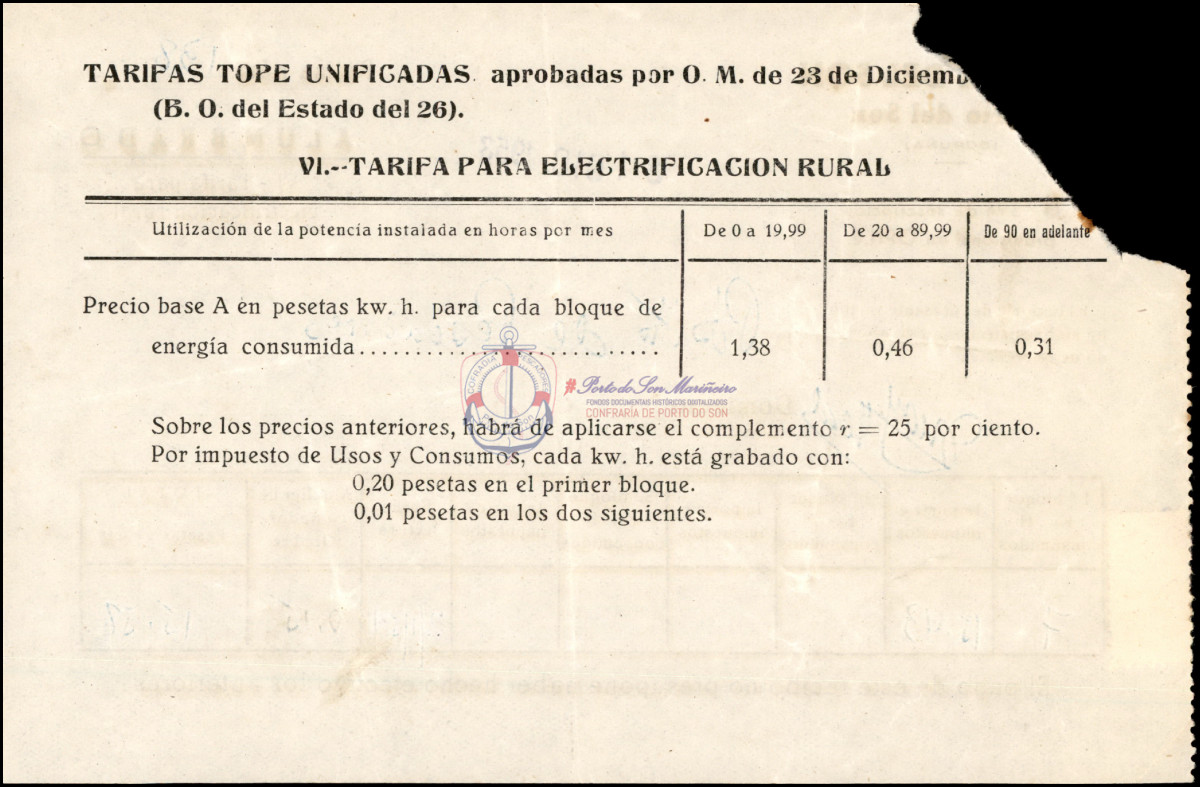 TARIFAS TOPE UNIFICADAS. aprobadas por O. M. de 23 de
(B. O. del Estado del 26).
VI.--TARIFA PARA ELECTRIFICACION RURAL
Utilización de la potencia instalada en horas por mes De 0 a 19,99 De 20 a 89,99 De 90 en adelante
Precio base A en pesetas kw. h. para cada bloque de
energía consumida........................... 1,38 0,46 0,31
COFRADIA PESCADORES
#PortodoSon Mariñeiro
FONDOS DOCUMENTAIS HISTÓRICOS DIXITALIZADOS
CONFRARÍA DE PORTO DO SON
Sobre los precios anteriores, habrá de aplicarse el complemento r = 25 por ciento.
Por impuesto de Usos y Consumos, cada kw. h. está grabado con:
0,20 pesetas en el primer bloque.
0,01 pesetas en los dos siguientes.